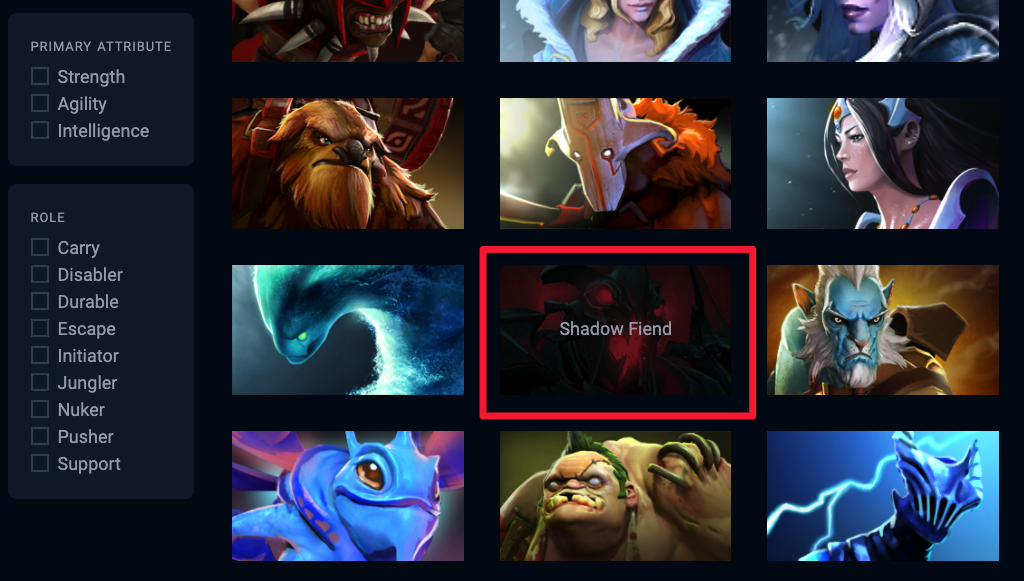 PRIMARY ATTRIBUTE
Strength
Agility
Intelligence
ROLE
Carry
Disabler
Durable
Escape
Initiator
Jungler
Nuker
Pusher
Support
Shadow Fiend